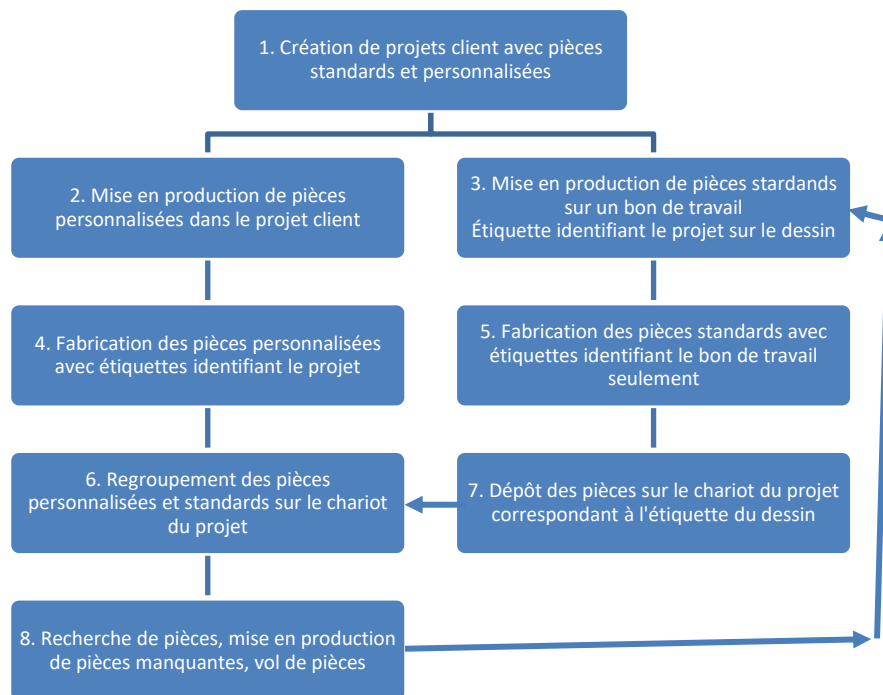 1. Création de projets client avec pièces
standards et personnalisées
2. Mise en production de pièces
personnalisées dans le projet client
3. Mise en production de pièces stardands
sur un bon de travail
Étiquette identifiant le projet sur le dessin
4. Fabrication des pièces personnalisées
avec étiquettes identifiant le projet
5. Fabrication des pièces standards avec
étiquettes identifiant le bon de travail
seulement
6. Regroupement des pièces
personnalisées et standards sur le chariot
du projet
7. Dépôt des pièces sur le chariot du projet
correspondant à l'étiquette du dessin
8. Recherche de pièces, mise en production
de pièces manquantes, vol de pièces